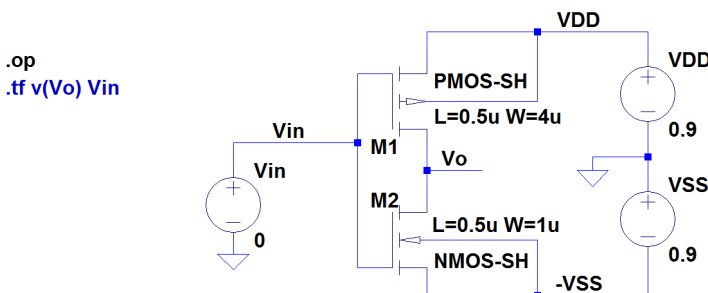 .op
.tf v(Vo) Vin
VDD
VDD
PMOS-SH
L=0.5u W=4u
0.9
M1
Vin
Vo
Vin
VSS
M2
L=0.5u W=1u
0
NMOS-SH
0.9
-VSS